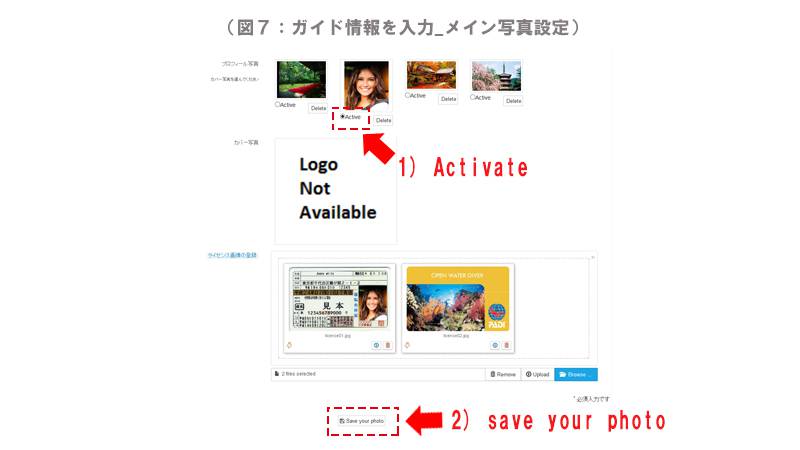 （図７：ガイド情報を入力_メイン写真設定）
プロフィール写真
カバー写真を選んでください
Active
Delete
Active
Delete
Active
Delete
Active
Delete
1) Activate
カバー写真
Logo
Not
Available
ライセンス画像の登録
見本
license01.jpg
OPEN WATER DIVER
PADI
license02.jpg
2 files selected
Remove
Upload
Browse ...
* 必須入力です
Save your photo
2) save your photo